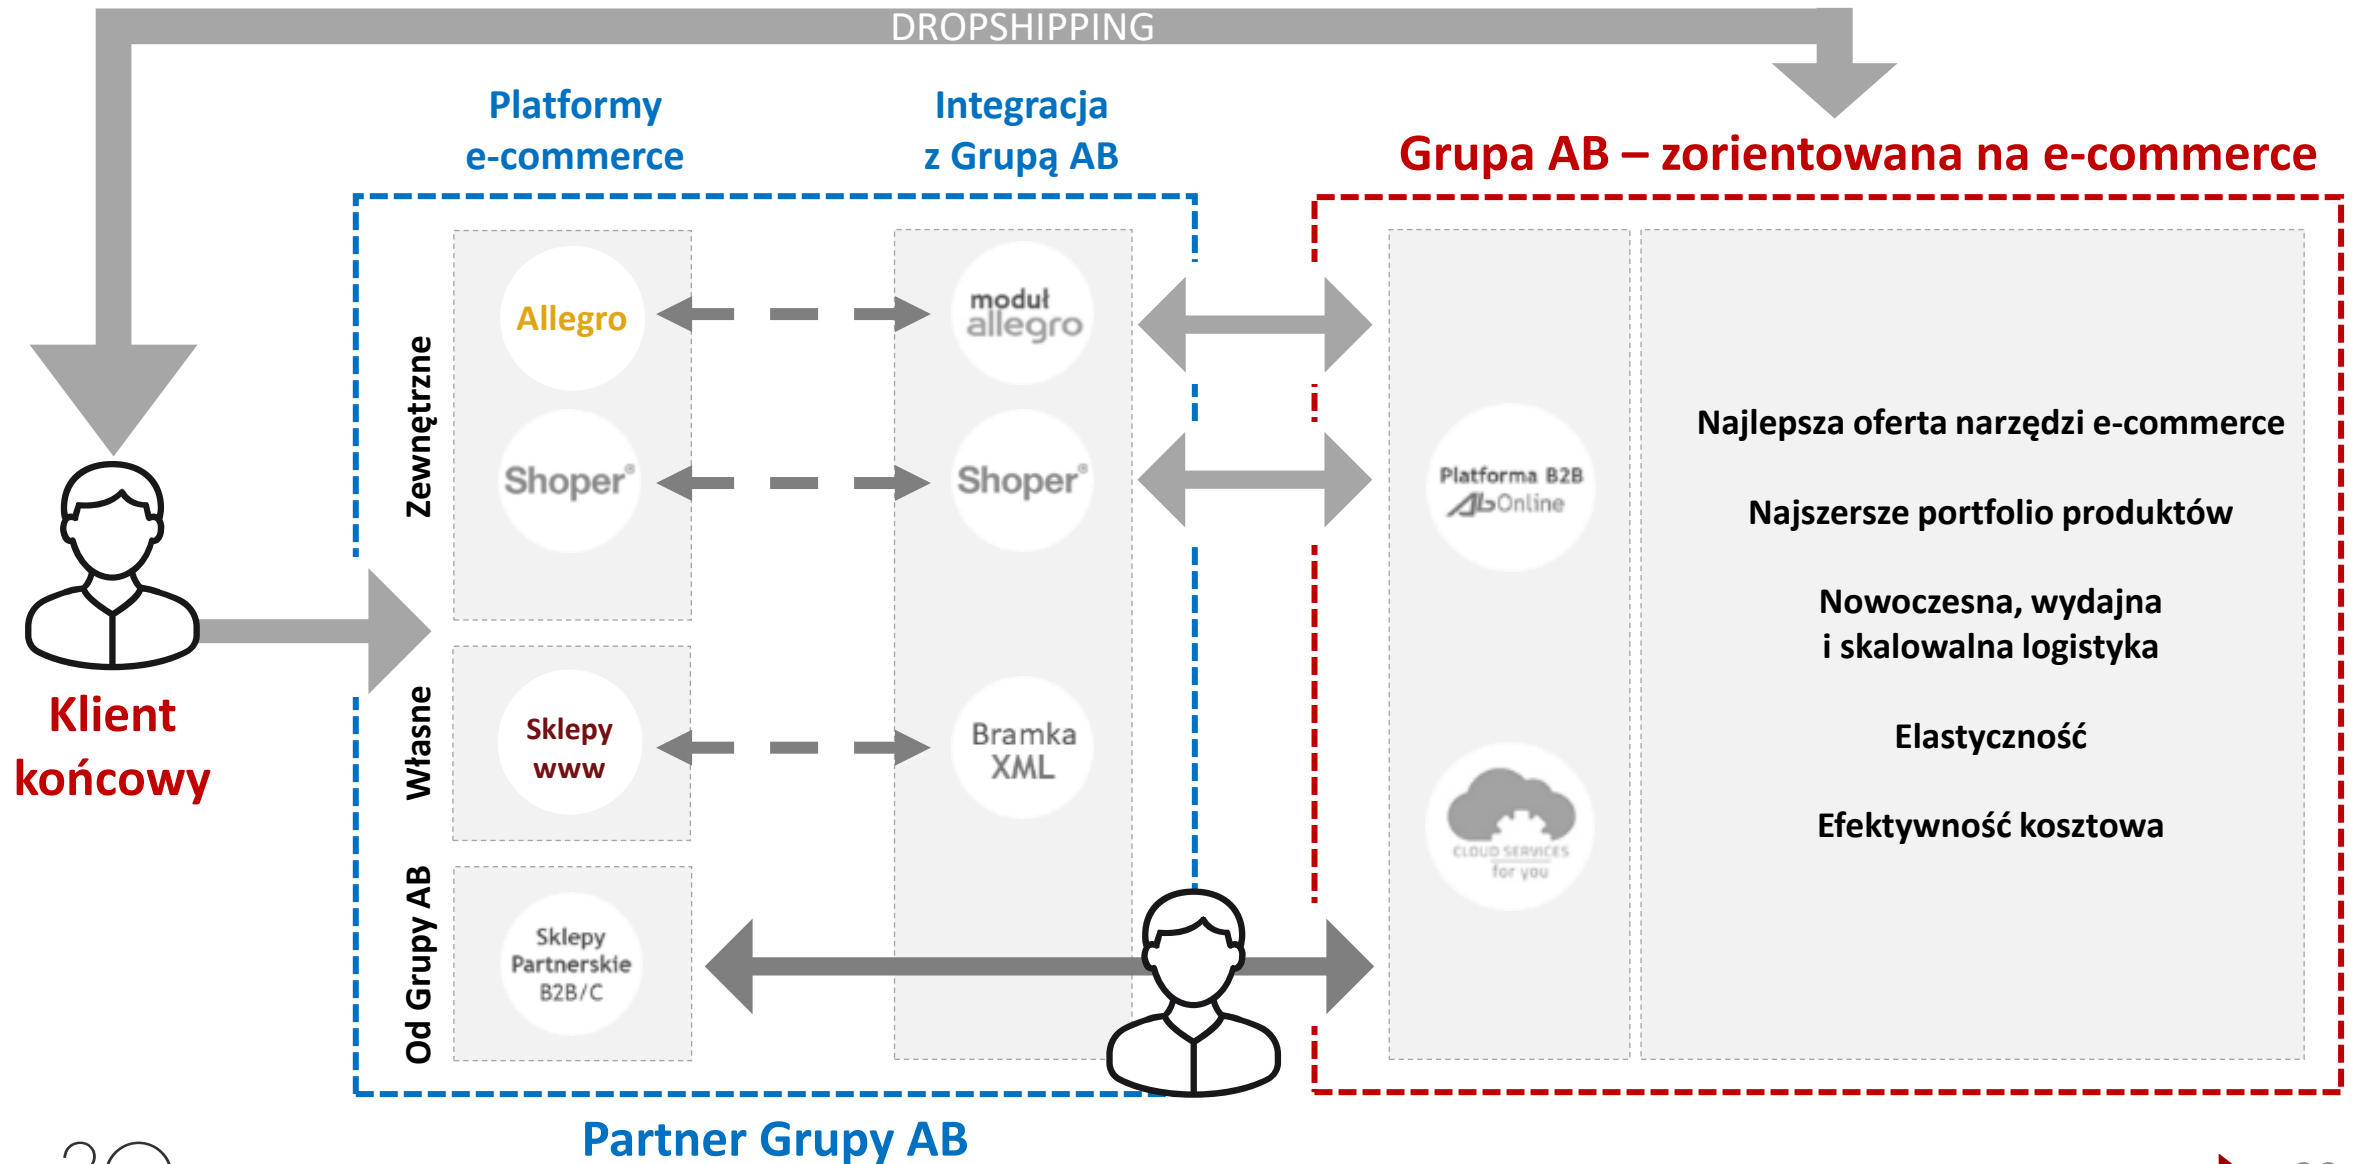 DROPSHIPPING
Platformy
e-commerce
Integracja
z Grupą AB
Grupa AB – zorientowana na e-commerce
Zewnętrzne
Allegro
moduł
allegro
Shoper®
Shoper®
Własne
Sklepy
www
Bramka
XML
Od Grupy AB
Sklepy
Partnerskie
B2B/C
Klient
końcowy
Platforma B2B
AbOnline
CLOUD SERVICES
for you
Najlepsza oferta narzędzi e-commerce
Najszersze portfolio produktów
Nowoczesna, wydajna
i skalowalna logistyka
Elastyczność
Efektywność kosztowa
Partner Grupy AB